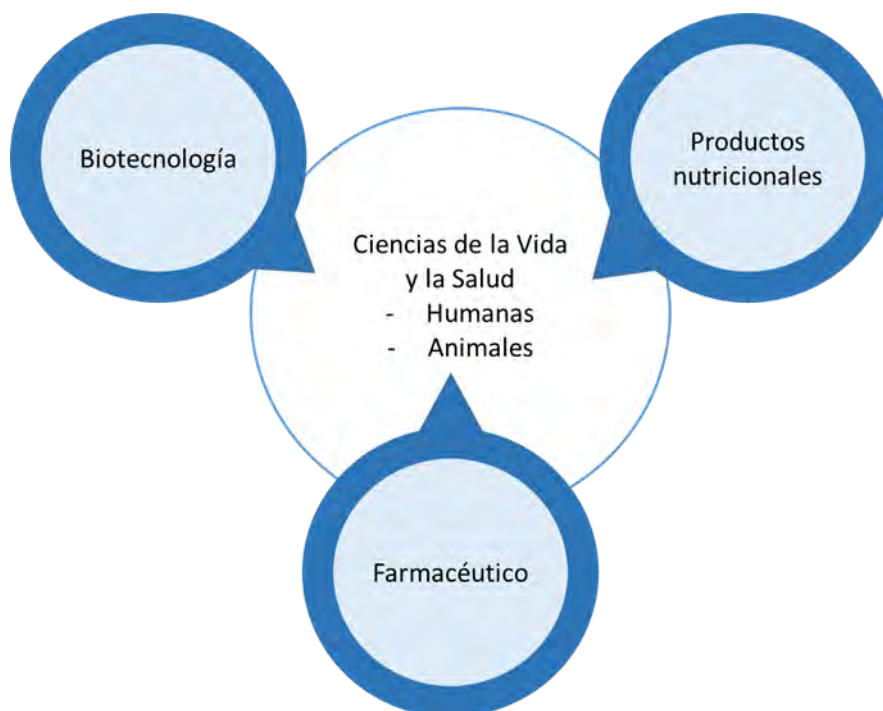 Biotecnología
Productos
nutricionales
Ciencias de la Vida
y la Salud
- Humanas
- Animales
Farmacéutico